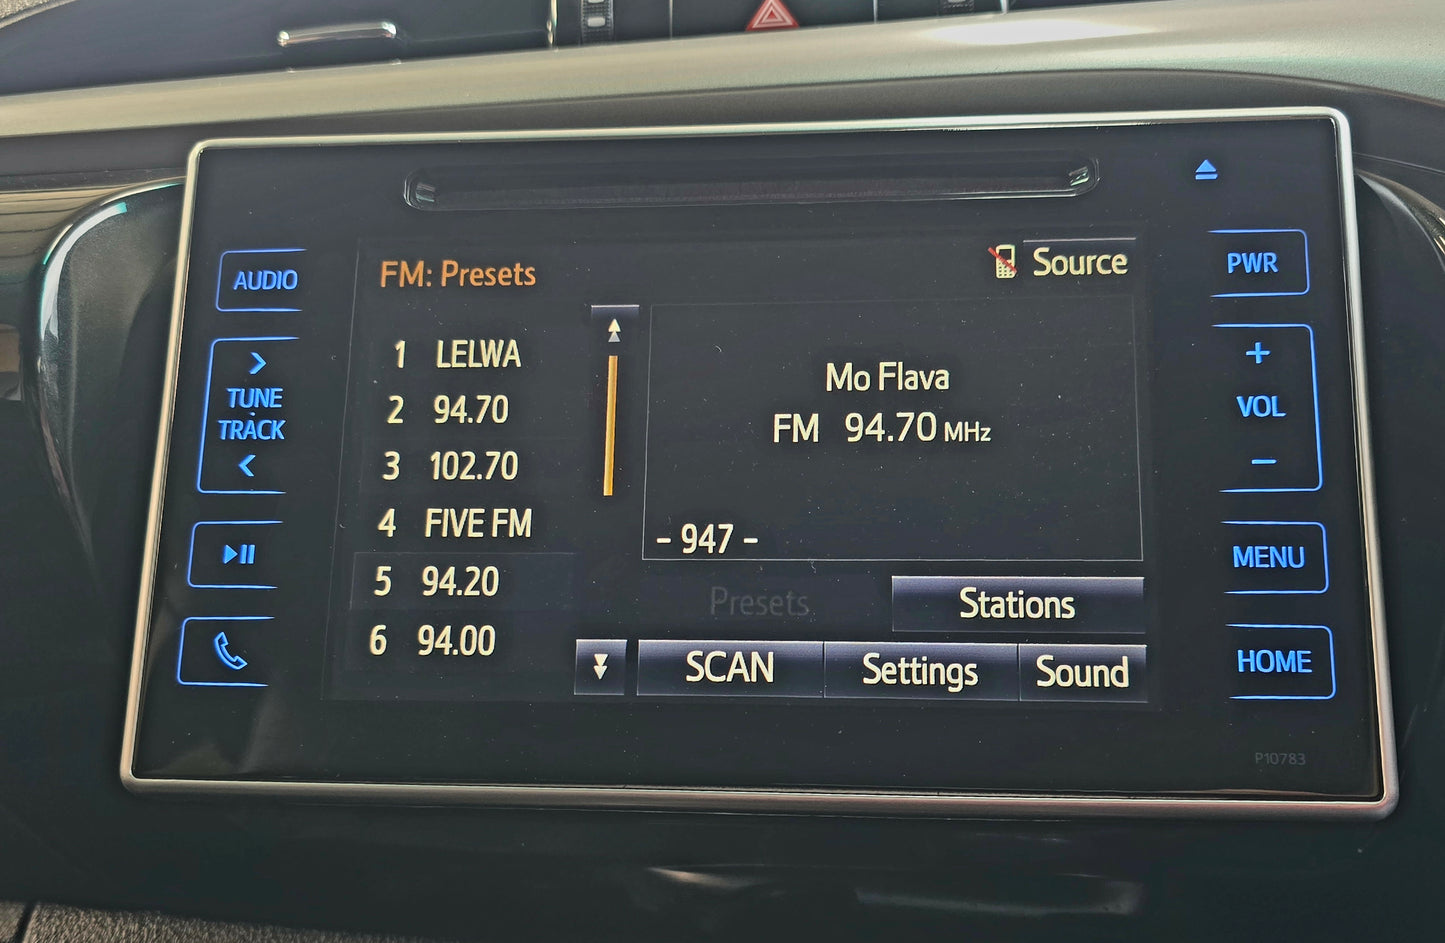 AUDIO
TUNE
TRACK
FM: Presets
1 LELWA
2 94.70
3 102.70
4 FIVE FM
5 94.20
6 94.00
Source
Mo Flava
FM 94.70 MHz
- 947 -
Presets
Stations
SCAN
Settings
Sound
PWR
+
VOL
-
MENU
HOME
P10783